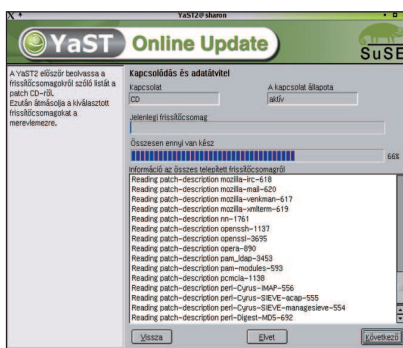 YaST2@sharon
YaST Online Update
SuSE
A YaST2 először beolvassa a
frissítőcsomagokról szóló listát a
patch CD-ről.
Ezután átmásolja a kiválasztott
frissítőcsomagokat a
merevlemezre.
Kapcsolódás és adatátvitel
Kapcsolat
A kapcsolat állapota
CD
aktív
Jelenlegi frissítőcsomag
Összesen ennyi van kész
66%
Információ az összes telepített frissítőcsomagról
Reading patch-description mozilla-irc-618
Reading patch-description mozilla-mail-620
Reading patch-description mozilla-venkman-617
Reading patch-description mozilla-xmlterm-619
Reading patch-description nn-1761
Reading patch-description openssh-1137
Reading patch-description openssl-3695
Reading patch-description opera-890
Reading patch-description pam_ldap-3453
Reading patch-description pam-modules-593
Reading patch-description pcmcia-1138
Reading patch-description perl-Cyrus-IMAP-556
Reading patch-description perl-Cyrus-SIEVE-acap-555
Reading patch-description perl-Cyrus-SIEVE-managesieve-554
Reading patch-description perl-Digest-MD5-692
Vissza
Elvet
Következő